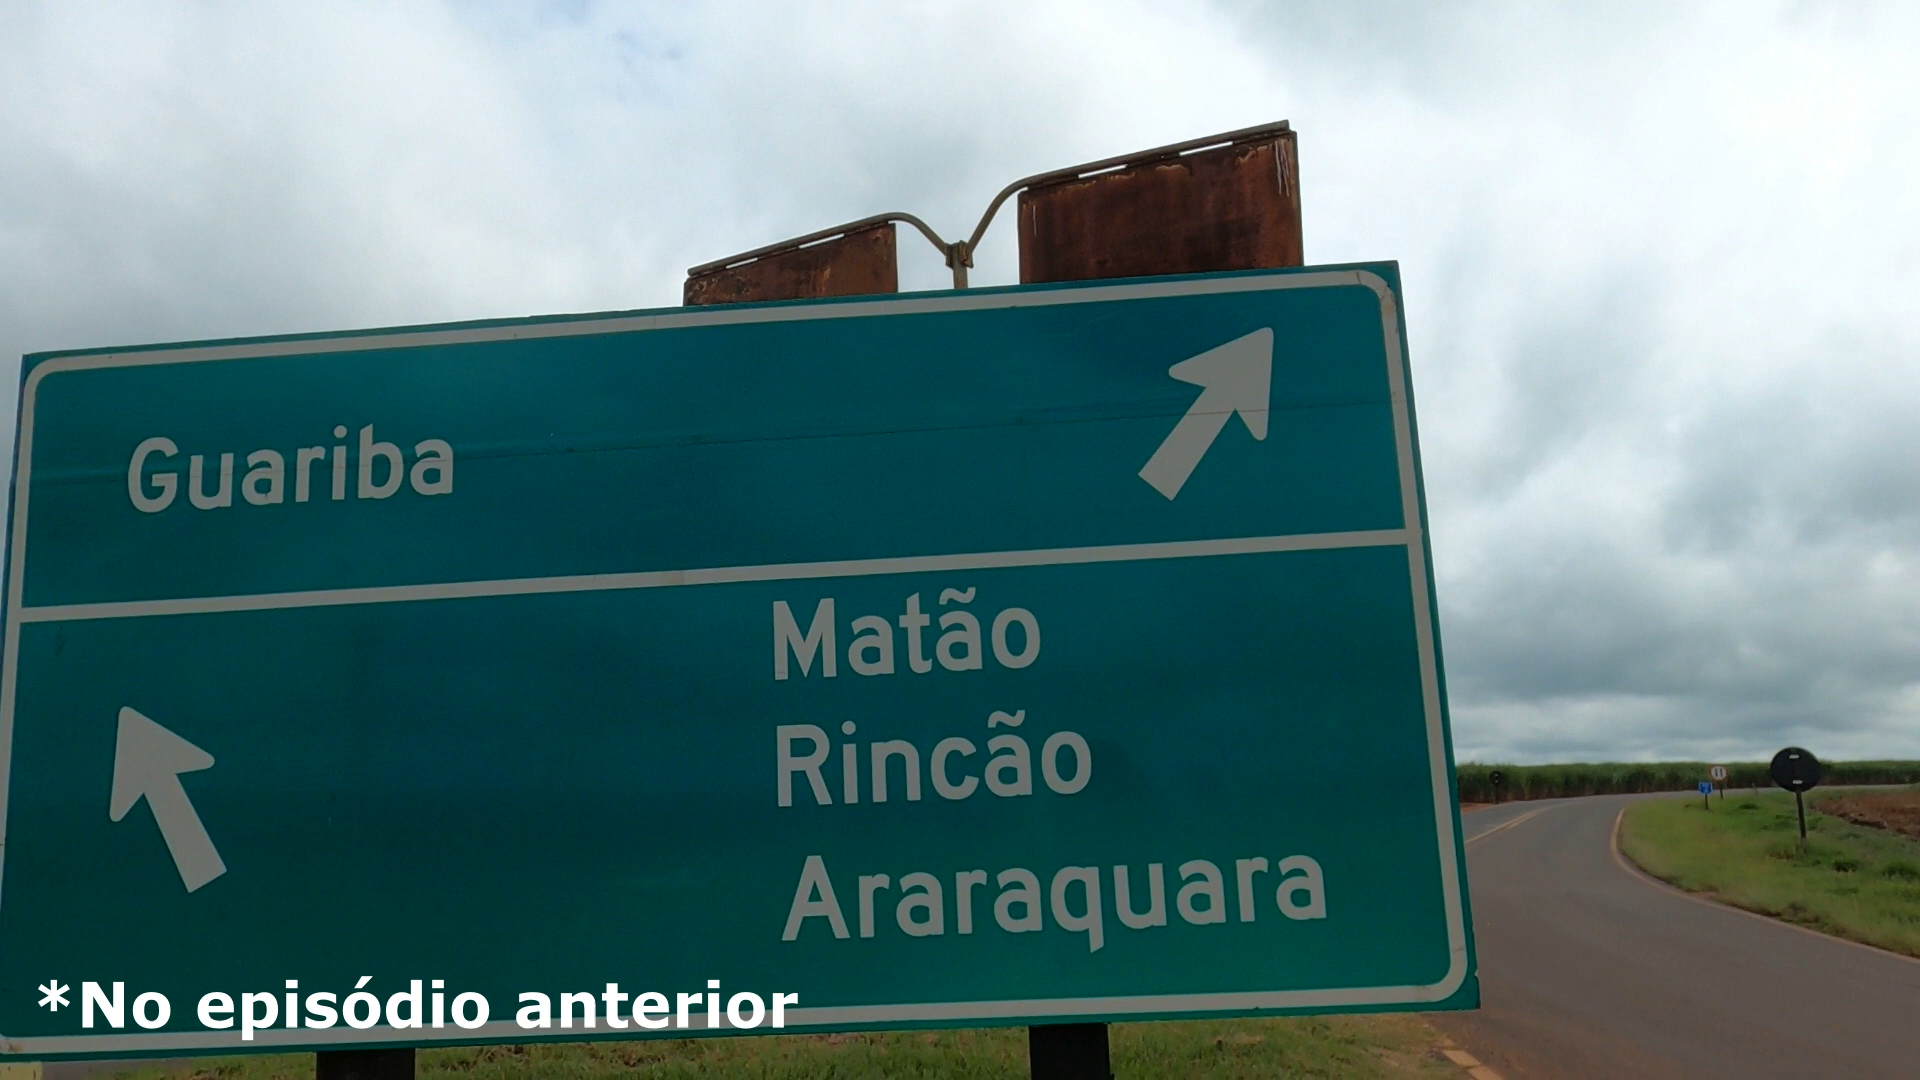 Guariba
Matão
Rincão
Araraquara
*No episódio anterior